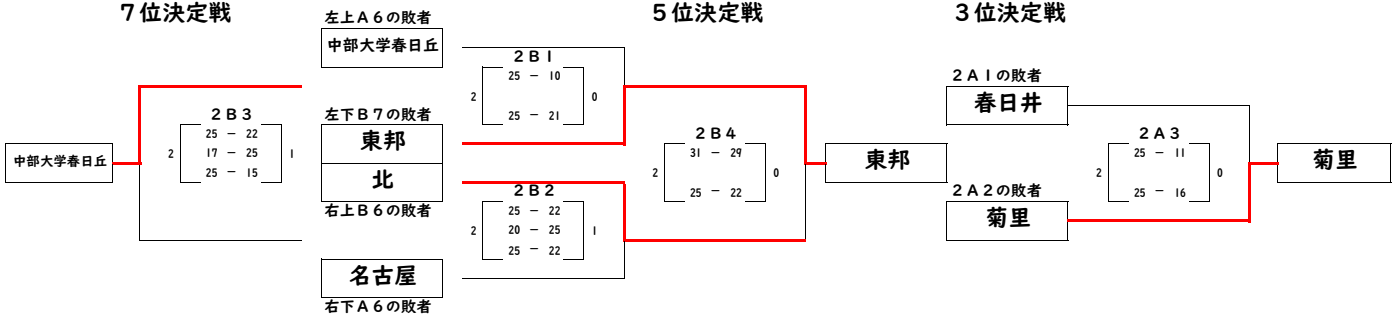 ７位決定戦
５位決定戦
３位決定戦
左上Ａ６の敗者
中部大学春日丘
２Ｂ１
25 － 10
2
0
25 － 21
左下Ｂ７の敗者
東邦
北
右上Ｂ６の敗者
２Ｂ２
25 － 22
2
20 － 25
1
25 － 22
名古屋
右下Ａ６の敗者
２Ｂ３
25 － 22
2
17 － 25
1
25 － 15
中部大学春日丘
２Ｂ４
31 － 29
2
0
25 － 22
東邦
２Ａ１の敗者
春日井
２Ａ３
25 － 11
2
0
25 － 16
２Ａ２の敗者
菊里
菊里